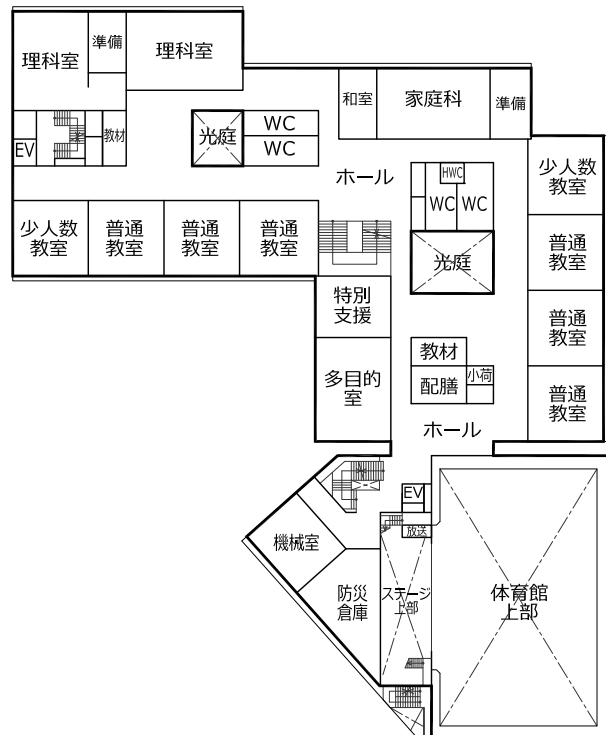 理科室
準備
理科室
和室
家庭科
準備
EV
教材
光庭
WC
WC
ホール
HWC
WC
WC
少人数
教室
少人数
教室
普通
教室
普通
教室
普通
教室
光庭
普通
教室
特別
支援
普通
教室
多目的
室
教材
配膳
小荷
普通
教室
ホール
EV
放送
機械室
防災
倉庫
ステージ
上部
体育館
上部